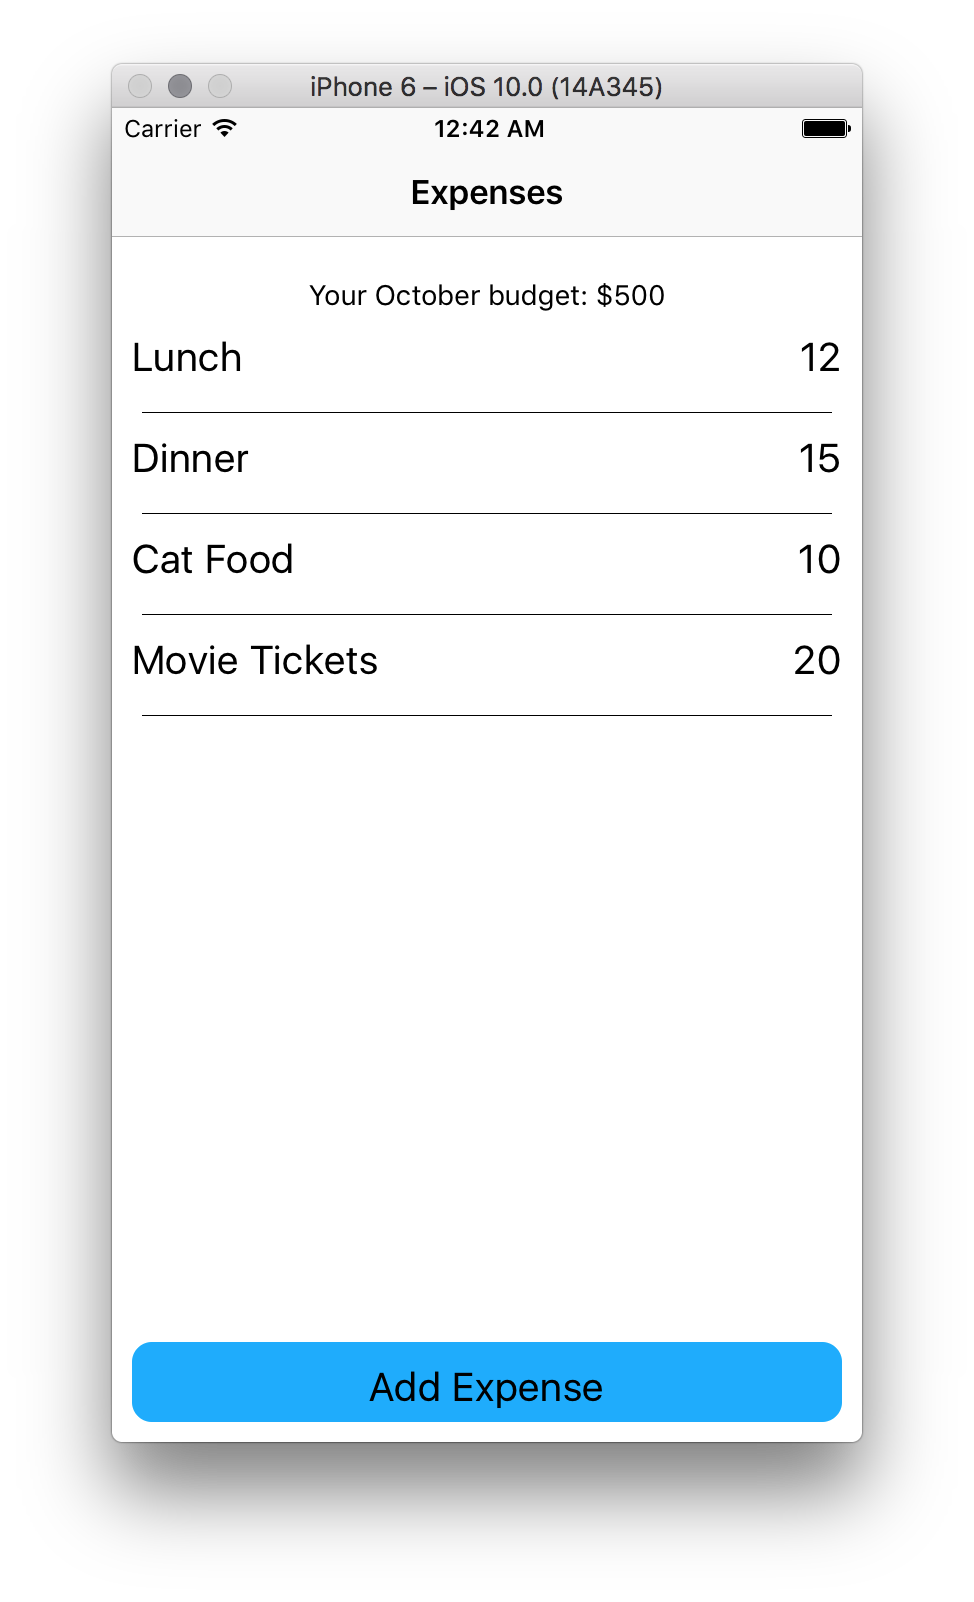 iPhone 6 – iOS 10.0 (14A345)
Carrier 12:42 AM
Expenses
Your October budget: $500
Lunch 12
Dinner 15
Cat Food 10
Movie Tickets 20
Add Expense